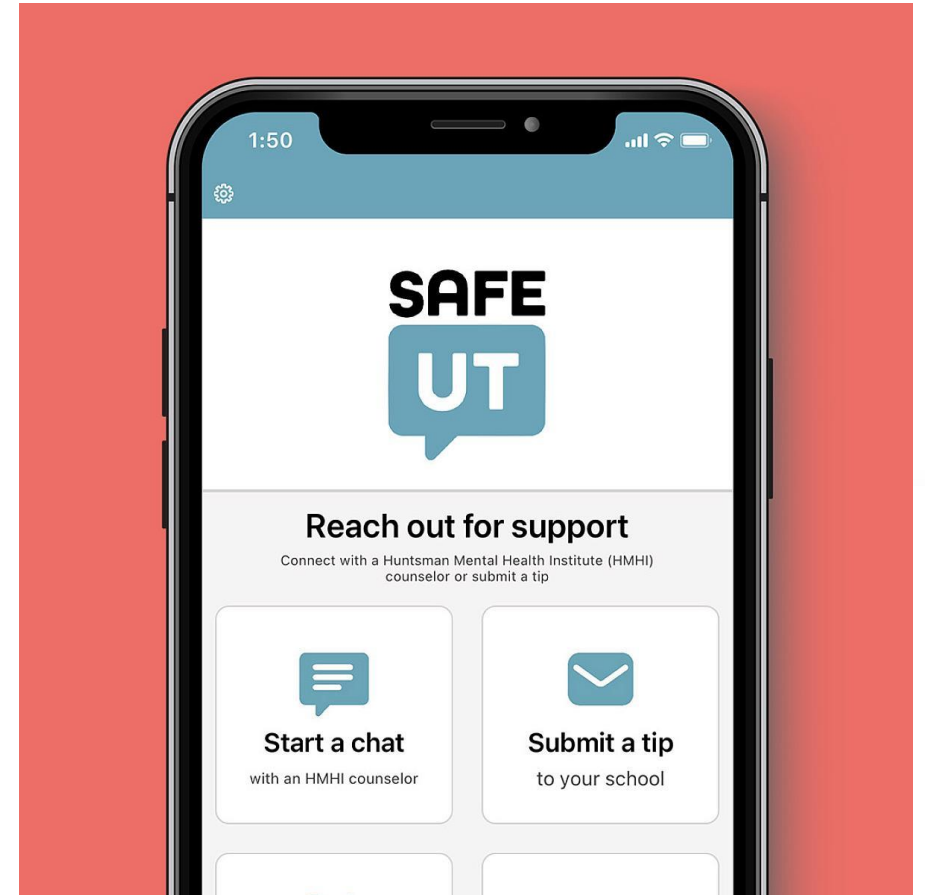 1:50
SAFE
UT
Reach out for support
Connect with a Huntsman Mental Health Institute (HMHI)
counselor or submit a tip
Start a chat
with an HMHI counselor
Submit a tip
to your school